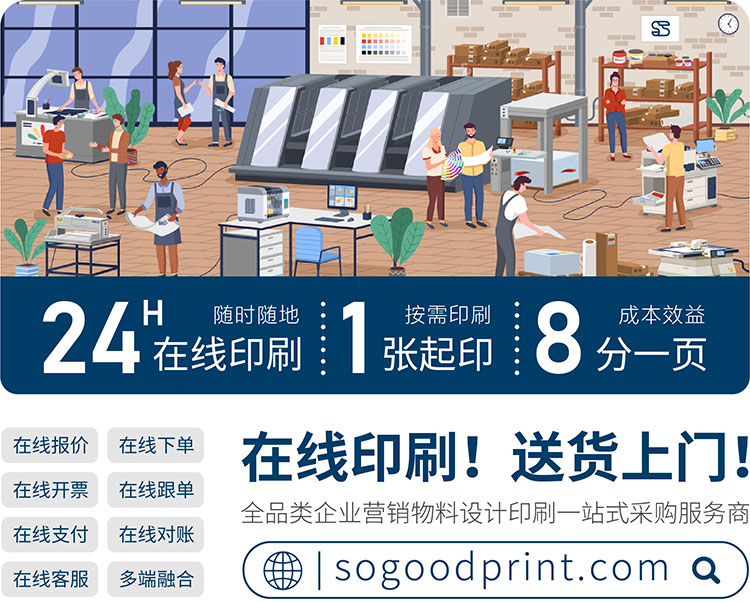 24H 随时随地 在线印刷
1 按需印刷 张起印
8 成本效益 分一页
在线报价 在线下单
在线开票 在线跟单
在线支付 在线对账
在线客服 多端融合
在线印刷！送货上门！
全品类企业营销物料设计印刷一站式采购服务商
sogoodprint.com